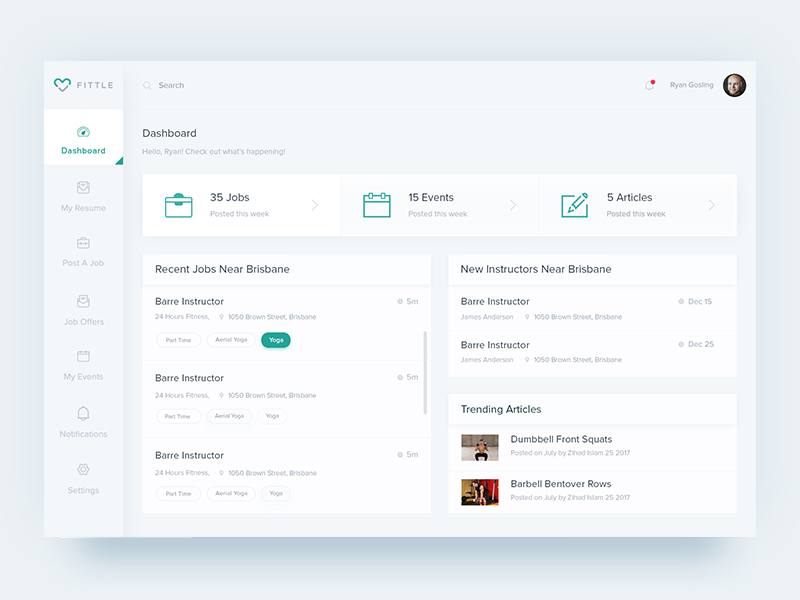 FITTLE
Search
Ryan Gosling
Dashboard
My Resume
Post A Job
Job Offers
My Events
Notifications
Settings
Dashboard
Hello, Ryan! Check out what's happening!
35 Jobs
Posted this week
15 Events
Posted this week
5 Articles
Posted this week
Recent Jobs Near Brisbane
Barre Instructor 5m
24 Hours Fitness, 1050 Brown Street, Brisbane
Part Time Aerial Yoga Yoga
Barre Instructor 5m
24 Hours Fitness, 1050 Brown Street, Brisbane
Part Time Aerial Yoga Yoga
Barre Instructor 5m
24 Hours Fitness, 1050 Brown Street, Brisbane
Part Time Aerial Yoga Yoga
New Instructors Near Brisbane
Barre Instructor Dec 15
James Anderson 1050 Brown Street, Brisbane
Barre Instructor Dec 25
James Anderson 1050 Brown Street, Brisbane
Trending Articles
Dumbbell Front Squats
Posted on July by Zihad Islam 25 2017
Barbell Bentover Rows
Posted on July by Zihad Islam 25 2017